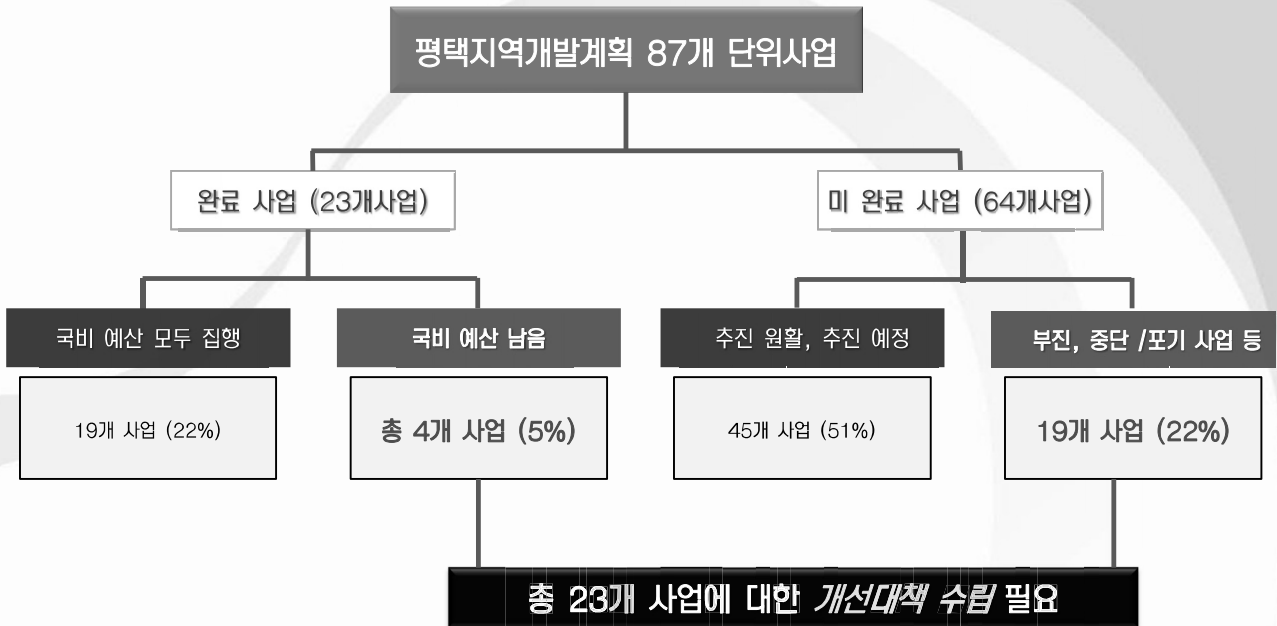 평택지역개발계획 87개 단위사업
완료 사업 (23개사업)
미 완료 사업 (64개사업)
국비 예산 모두 집행
국비 예산 남음
추진 원활, 추진 예정
부진, 중단 /포기 사업 등
19개 사업 (22%)
총 4개 사업 (5%)
45개 사업 (51%)
19개 사업 (22%)
총 23개 사업에 대한 개선대책 수립 필요